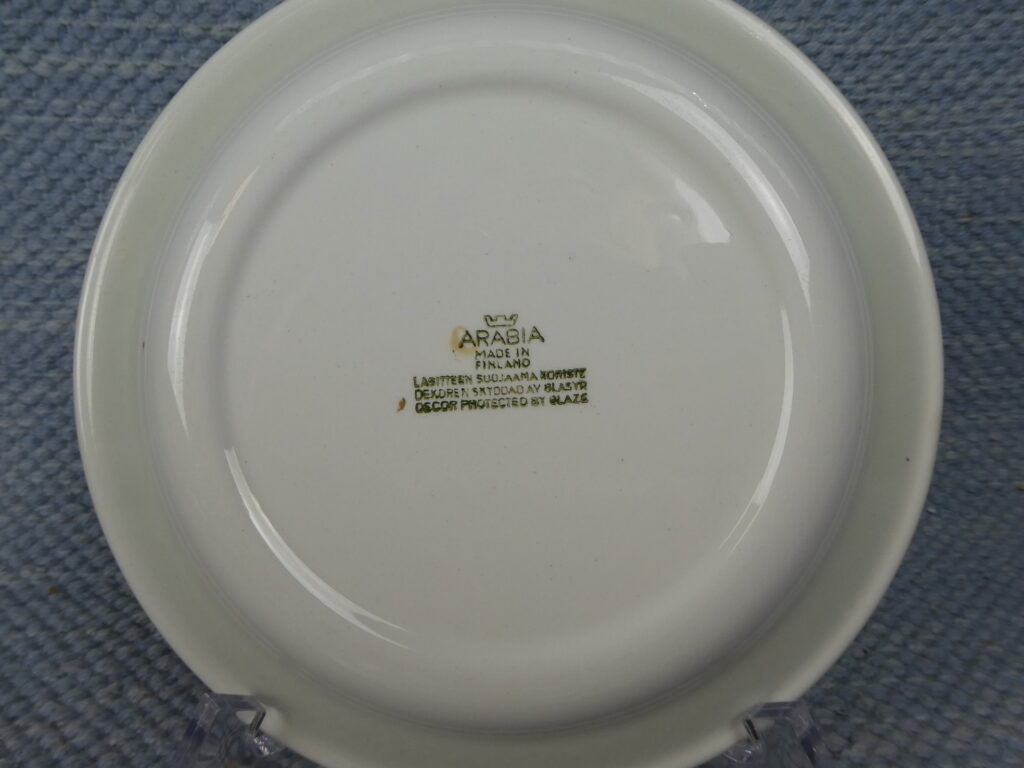 ARABIA
MADE IN
FINLAND
LASITTEEN SUOJAAMA KORISTE
DEKOREN SKYDDAD AV GLASYR
DECOR PROTECTED BY GLAZE